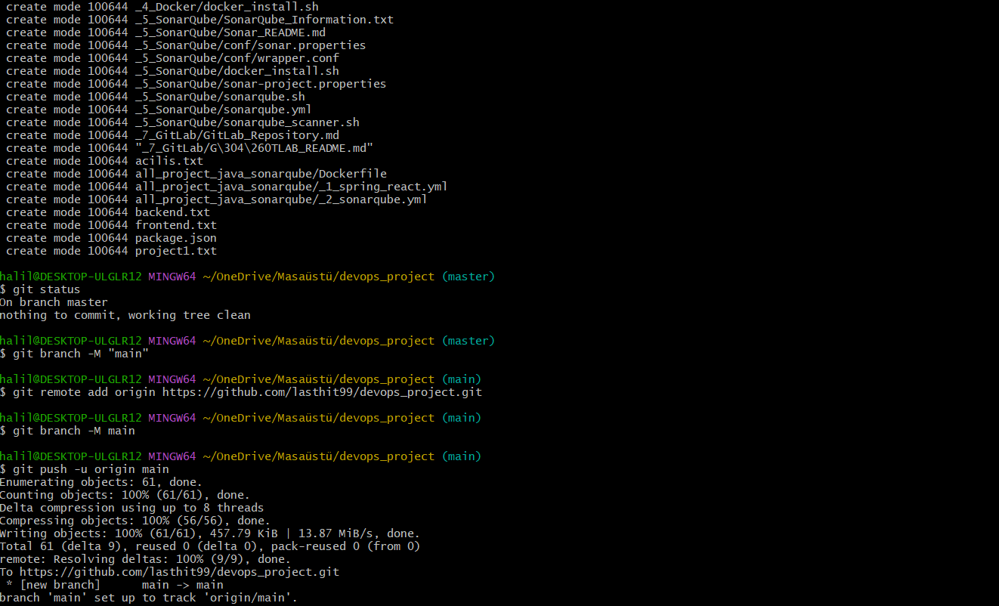 create mode 100644 _4_Docker/docker_install.sh
create mode 100644 _5_SonarQube/SonarQube_Information.txt
create mode 100644 _5_SonarQube/Sonar_README.md
create mode 100644 _5_SonarQube/conf/sonar.properties
create mode 100644 _5_SonarQube/conf/wrapper.conf
create mode 100644 _5_SonarQube/docker_install.sh
create mode 100644 _5_SonarQube/sonar-project.properties
create mode 100644 _5_SonarQube/sonarqube.sh
create mode 100644 _5_SonarQube/sonarqube.yml
create mode 100644 _5_SonarQube/sonarqube_scanner.sh
create mode 100644 _7_GitLab/GitLab_Repository.md
create mode 100644 "_7_GitLab/G\304\260TLAB_README.md"
create mode 100644 acilis.txt
create mode 100644 all_project_java_sonarqube/Dockerfile
create mode 100644 all_project_java_sonarqube/_1_spring_react.yml
create mode 100644 all_project_java_sonarqube/_2_sonarqube.yml
create mode 100644 backend.txt
create mode 100644 frontend.txt
create mode 100644 package.json
create mode 100644 project1.txt
halil@DESKTOP-ULGLR12 MINGW64 ~/OneDrive/Masaüstü/devops_project (master)
$ git status
On branch master
nothing to commit, working tree clean
halil@DESKTOP-ULGLR12 MINGW64 ~/OneDrive/Masaüstü/devops_project (master)
$ git branch -M "main"
halil@DESKTOP-ULGLR12 MINGW64 ~/OneDrive/Masaüstü/devops_project (main)
$ git remote add origin https://github.com/lasthit99/devops_project.git
halil@DESKTOP-ULGLR12 MINGW64 ~/OneDrive/Masaüstü/devops_project (main)
$ git branch -M main
halil@DESKTOP-ULGLR12 MINGW64 ~/OneDrive/Masaüstü/devops_project (main)
$ git push -u origin main
Enumerating objects: 61, done.
Counting objects: 100% (61/61), done.
Delta compression using up to 8 threads
Compressing objects: 100% (56/56), done.
Writing objects: 100% (61/61), 457.79 KiB | 13.87 MiB/s, done.
Total 61 (delta 9), reused 0 (delta 0), pack-reused 0 (from 0)
remote: Resolving deltas: 100% (9/9), done.
To https://github.com/lasthit99/devops_project.git
* [new branch]      main -> main
branch 'main' set up to track 'origin/main'.